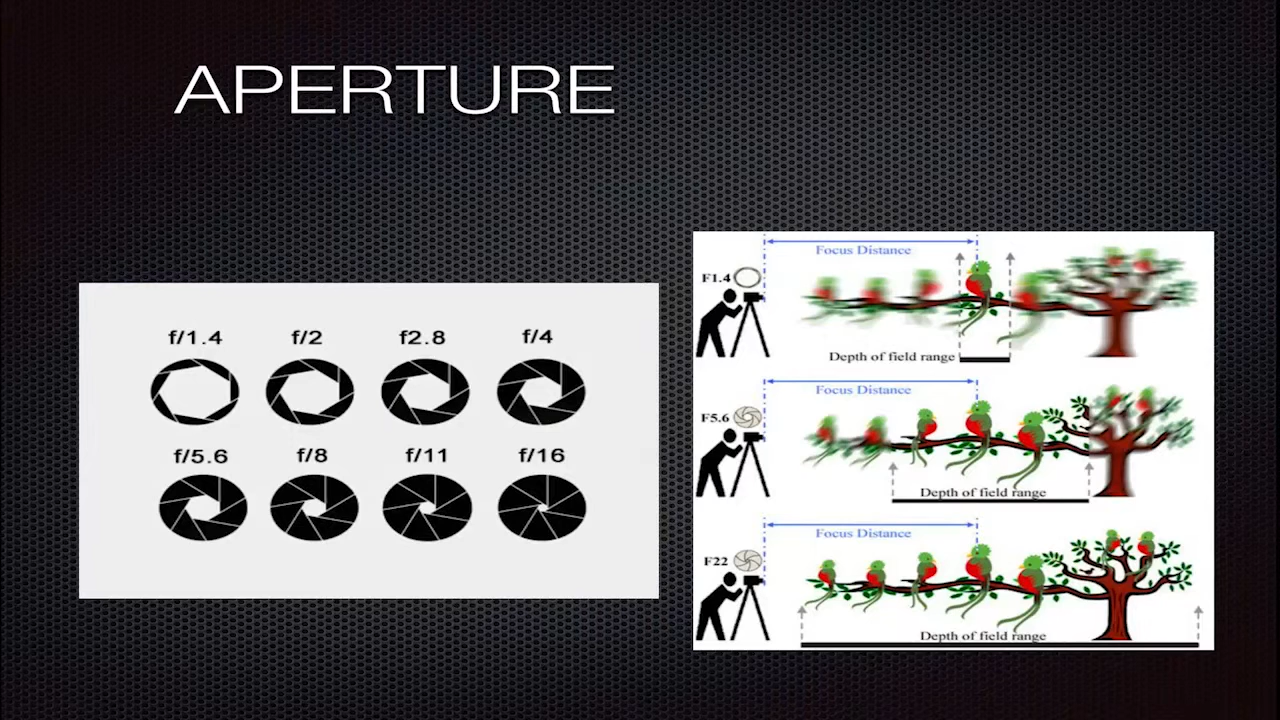 APERTURE
f/1.4 f/2 f2.8 f/4
f/5.6 f/8 f/11 f/16
Focus Distance
F1.4
Depth of field range
Focus Distance
F5.6
Depth of field range
Focus Distance
F22
Depth of field range